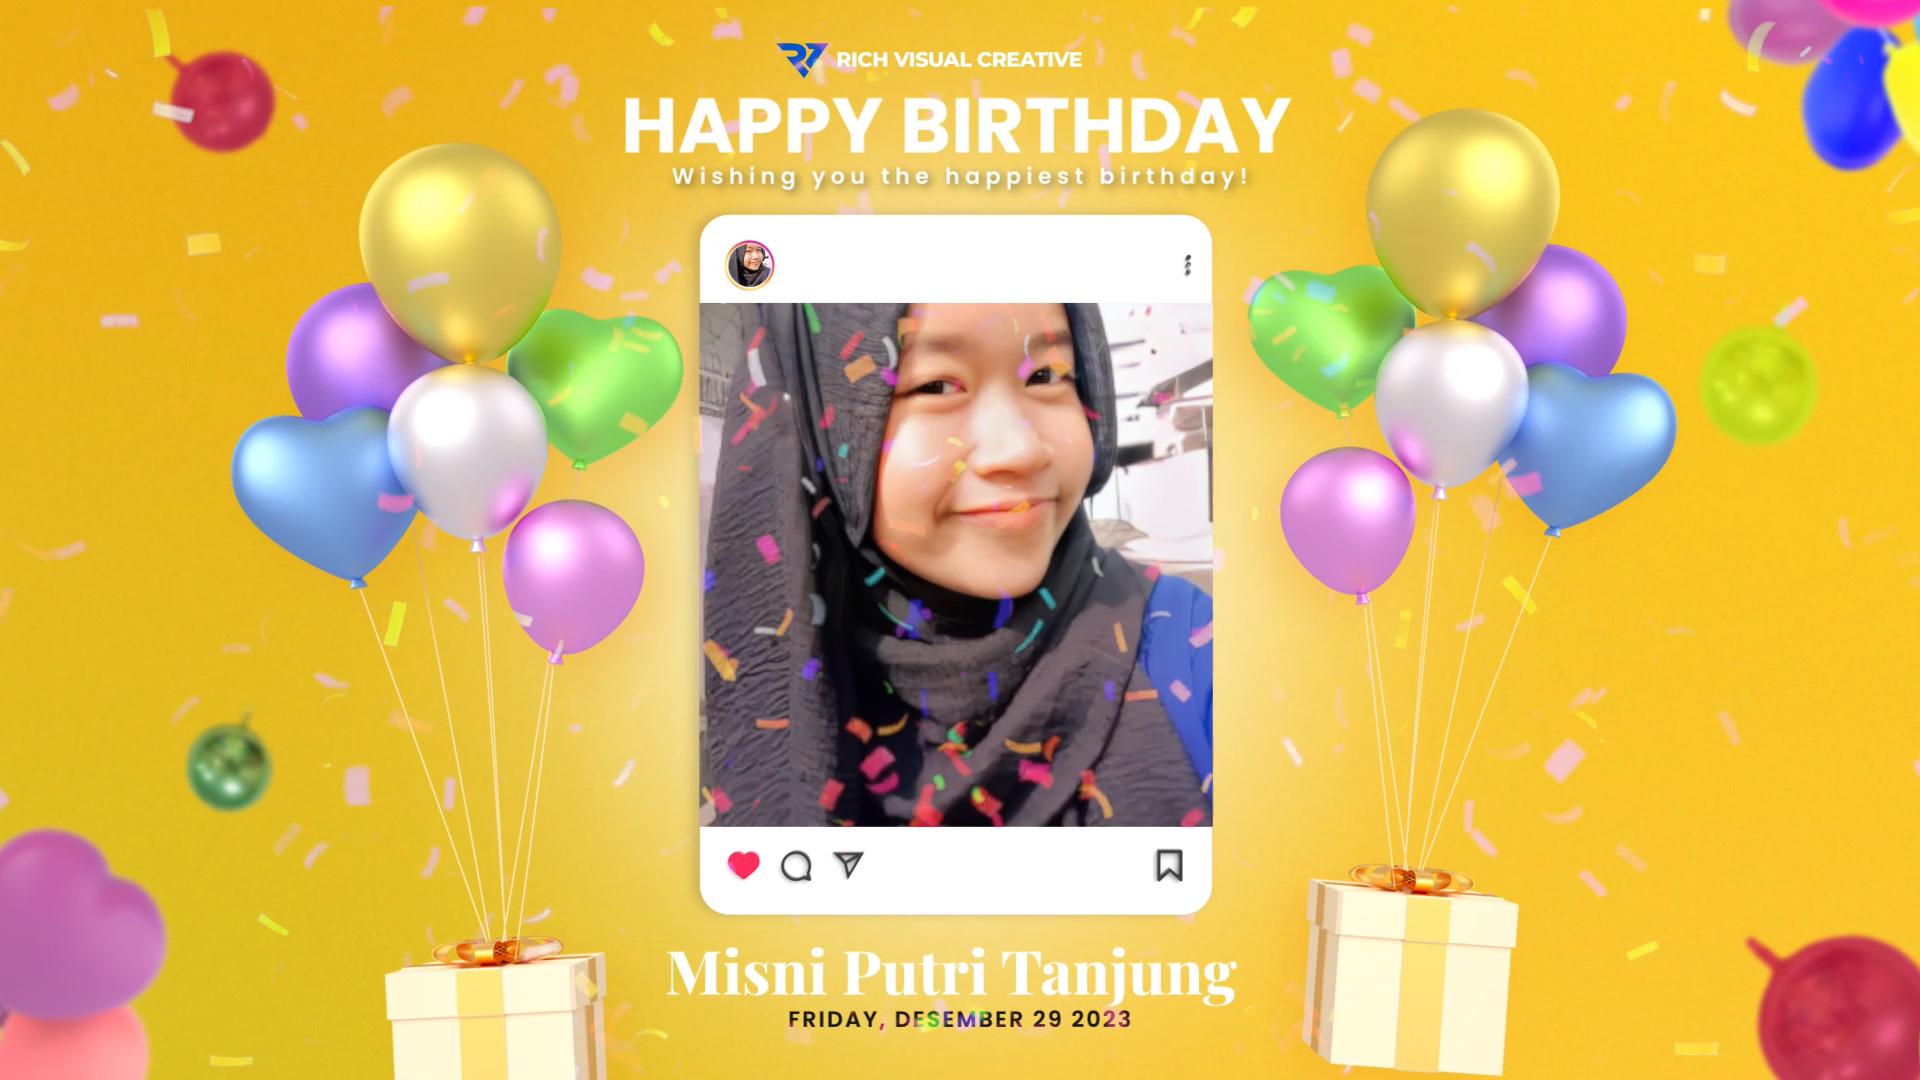 RICH VISUAL CREATIVE
HAPPY BIRTHDAY
Wishing you the happiest birthday!
Misni Putri Tanjung
FRIDAY, DESEMBER 29 2023